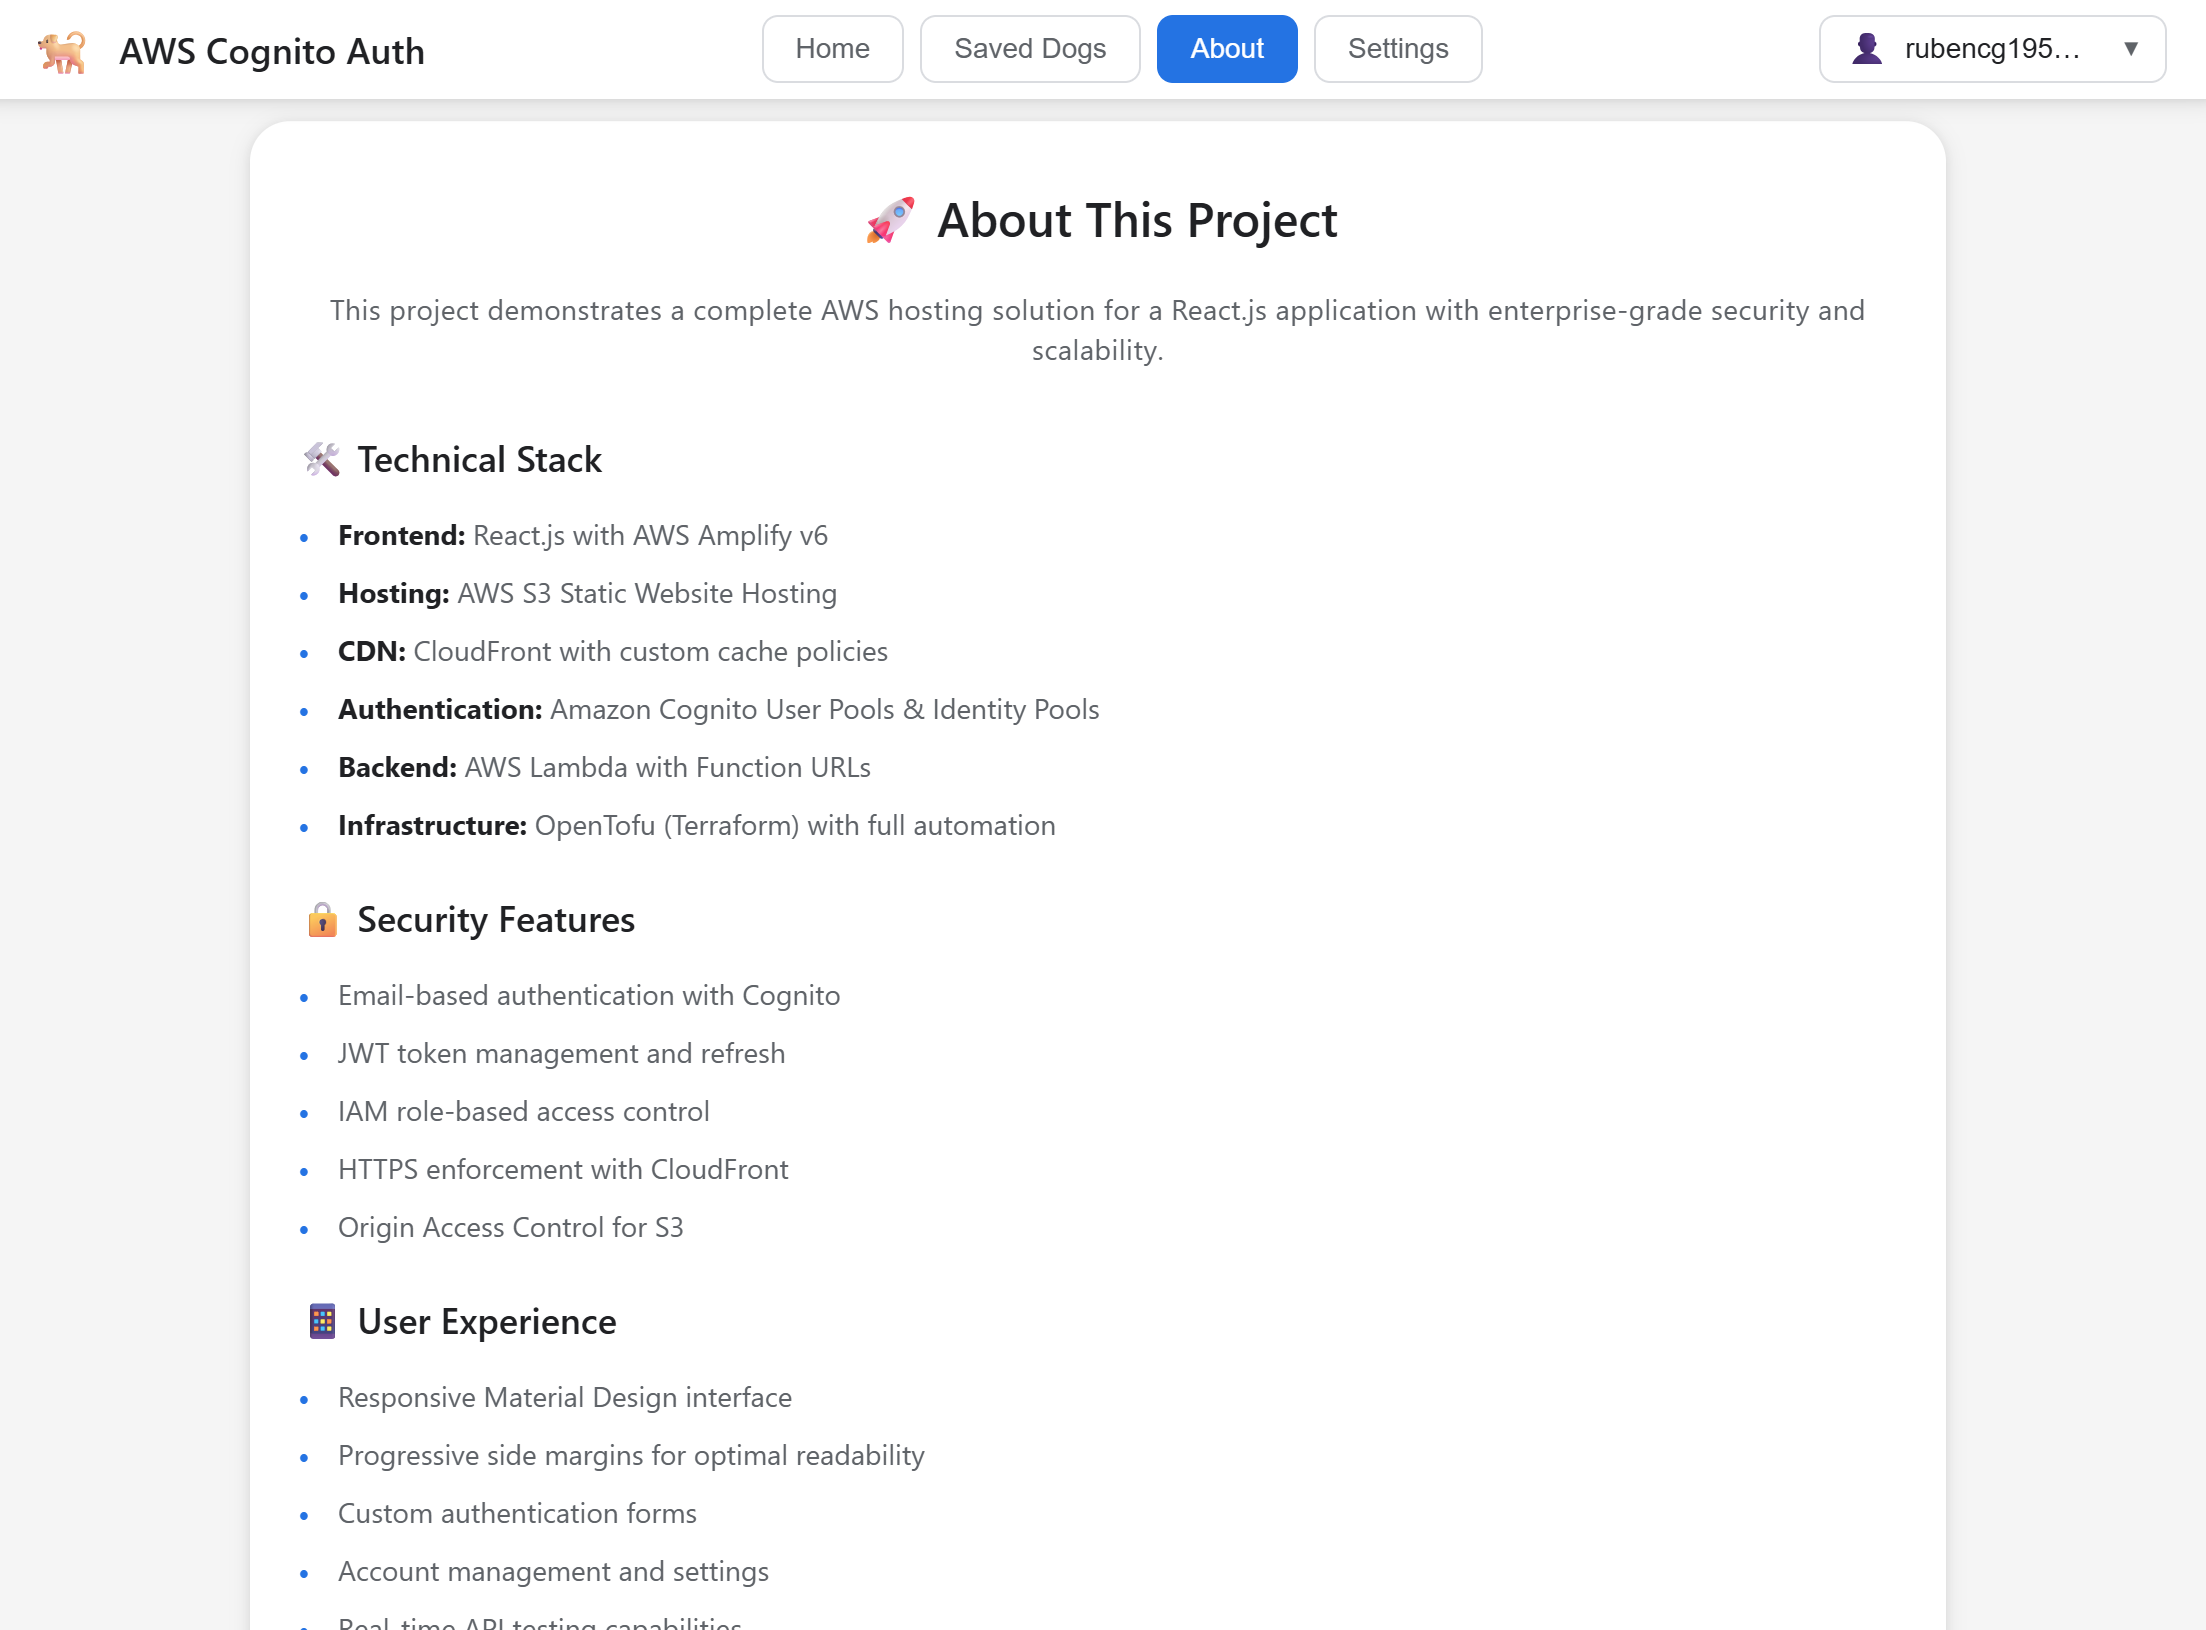 AWS Cognito Auth
Home
Saved Dogs
About
Settings
rubencg195...
About This Project
This project demonstrates a complete AWS hosting solution for a React.js application with enterprise-grade security and
scalability.
Technical Stack
• Frontend: React.js with AWS Amplify v6
• Hosting: AWS S3 Static Website Hosting
• CDN: CloudFront with custom cache policies
• Authentication: Amazon Cognito User Pools & Identity Pools
• Backend: AWS Lambda with Function URLs
• Infrastructure: OpenTofu (Terraform) with full automation
Security Features
• Email-based authentication with Cognito
• JWT token management and refresh
• IAM role-based access control
• HTTPS enforcement with CloudFront
• Origin Access Control for S3
User Experience
• Responsive Material Design interface
• Progressive side margins for optimal readability
• Custom authentication forms
• Account management and settings
• Real-time API testing capabilities